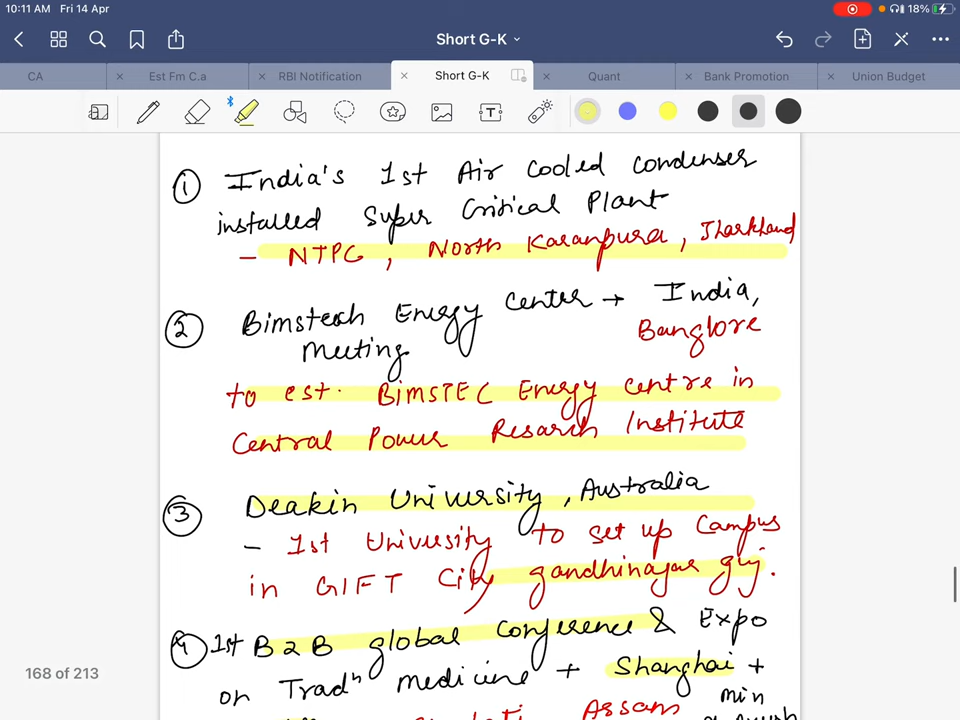 10:11 AM Fri 14 Apr
18%
Short G-K
CA
Est Fm C.a
RBI Notification
Short G-K
Quant
Bank Promotion
Union Budget
① India's 1st Air Cooled Condenser
installed Super Critical Plant
- NTPC, North Karanpura, Jharkhand
② Bimstech Energy Center → India,
Meeting Banglore
to est. BIMSTEC Energy centre in
Central Power Resarch Institute
③ Deakin University, Australia
- 1st University to set up Campus
in GIFT City gandhinagar guj.
④ 1st B2B global Conference & Expo
on Tradⁿ medicine + Shanghai +
min
Assam
168 of 213